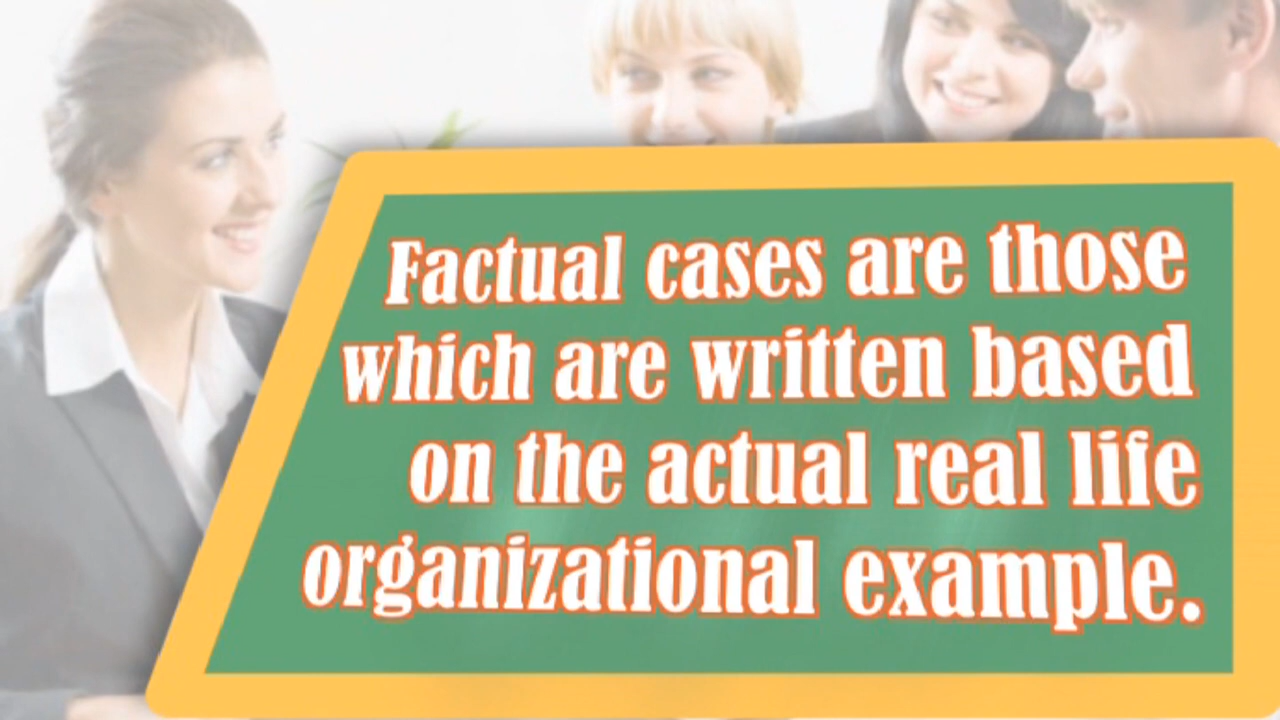 Factual cases are those
which are written based
on the actual real life
organizational example.